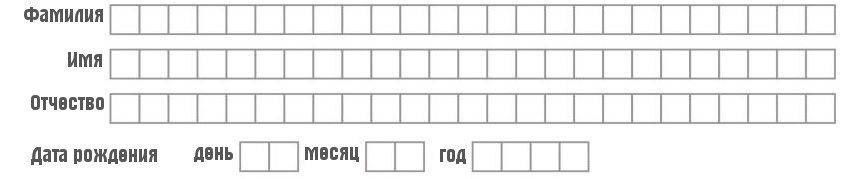 Фамилия
Имя
Отчество
Дата рождения день месяц год